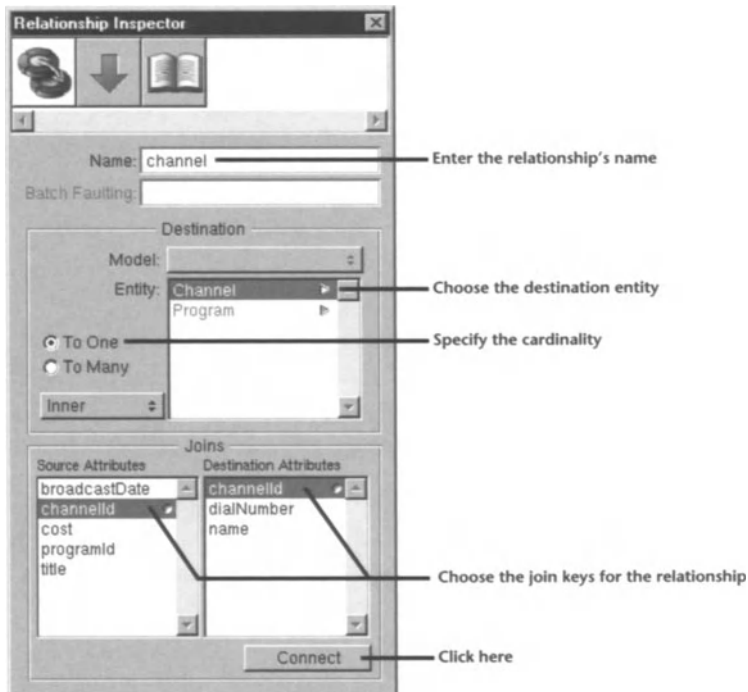 Relationship Inspector
Name: channel
Enter the relationship's name
Batch Faulting:
Destination
Model:
Entity: Channel
Choose the destination entity
Program
To One
Specify the cardinality
To Many
Inner
Joins
Source Attributes Destination Attributes
broadcastDate channelId
channelId dialNumber
cost name
programId
title
Choose the join keys for the relationship
Connect
Click here